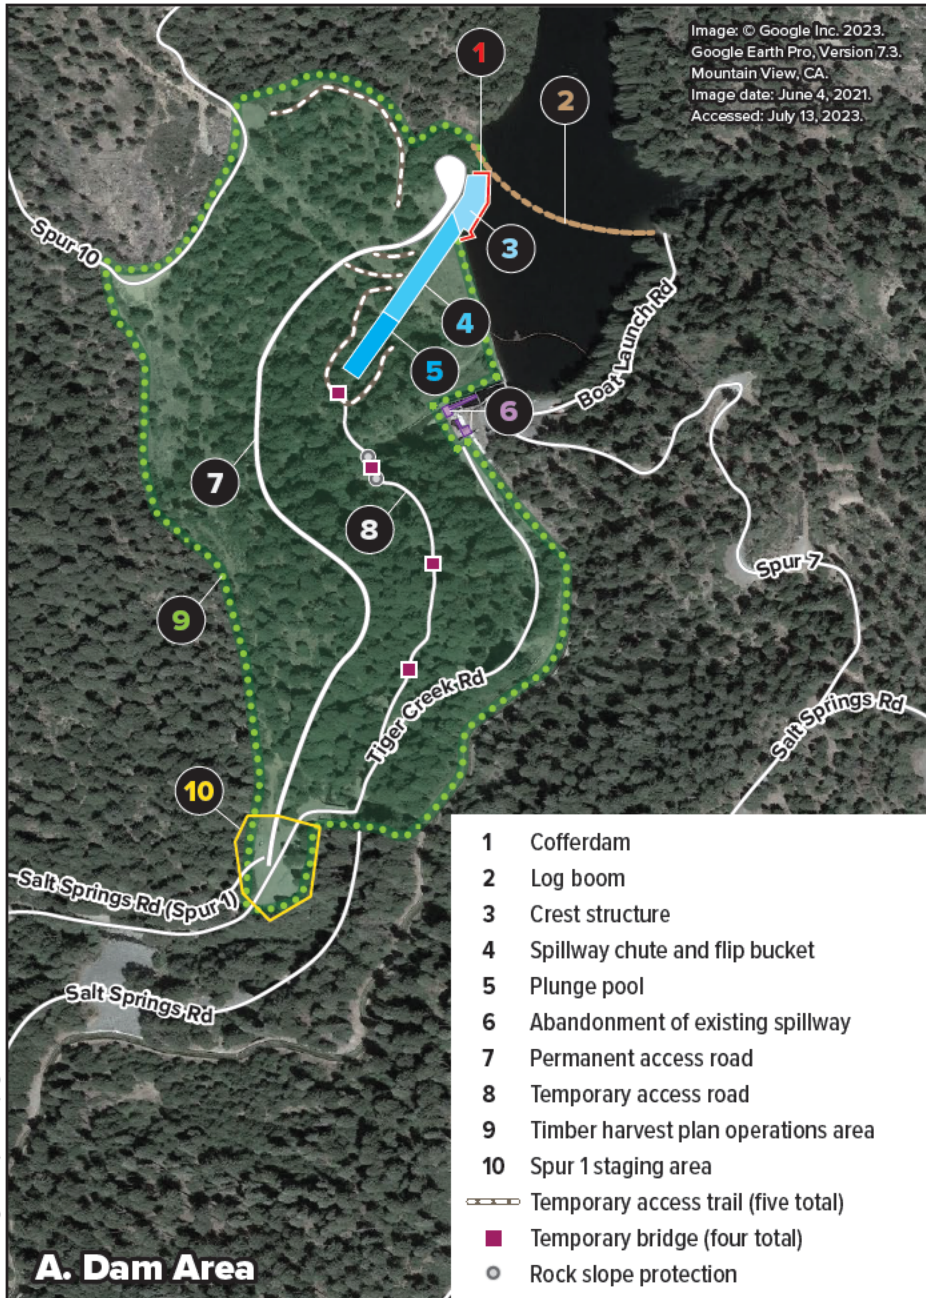 Image: © Google Inc. 2023.
Google Earth Pro, Version 7.3.
Mountain View, CA.
Image date: June 4, 2021.
Accessed: July 13, 2023.
1
2
Spur 10
3
Boat Launch Rd
4
5
6
7
8
Spur 7
9
Tiger Creek Rd
Salt Springs Rd
10
Salt Springs Rd (Spur 1)
Salt Springs Rd
1 Cofferdam
2 Log boom
3 Crest structure
4 Spillway chute and flip bucket
5 Plunge pool
6 Abandonment of existing spillway
7 Permanent access road
8 Temporary access road
9 Timber harvest plan operations area
10 Spur 1 staging area
Temporary access trail (five total)
Temporary bridge (four total)
Rock slope protection
A. Dam Area